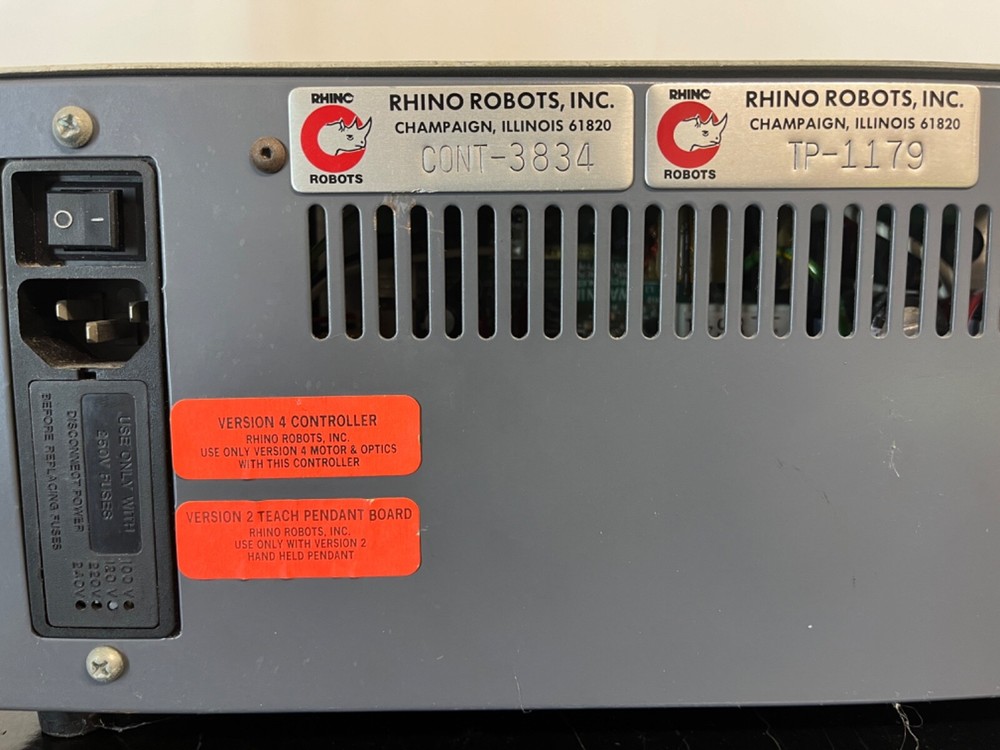 RHINO
ROBOTS
RHINO ROBOTS, INC.
CHAMPAIGN, ILLINOIS 61820
CONT-3834
RHINO
ROBOTS
RHINO ROBOTS, INC.
CHAMPAIGN, ILLINOIS 61820
TP-1179
VERSION 4 CONTROLLER
RHINO ROBOTS, INC.
USE ONLY VERSION 4 MOTOR & OPTICS
WITH THIS CONTROLLER
VERSION 2 TEACH PENDANT BOARD
RHINO ROBOTS, INC.
USE ONLY WITH VERSION 2
HAND HELD PENDANT
USE ONLY WITH
250V FUSES
DISCONNECT POWER
BEFORE REPLACING FUSES
100V
120V
220V
240V